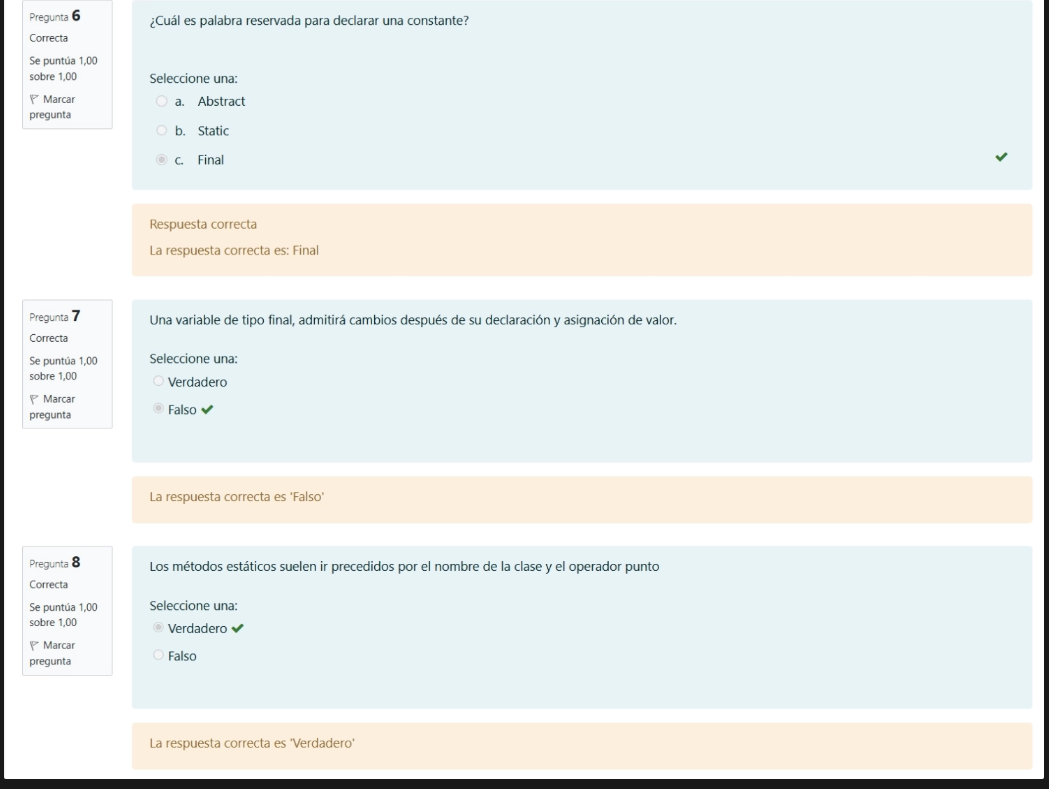 Pregunta 6
Correcta
Se puntúa 1,00
sobre 1,00
Marcar
pregunta
¿Cuál es palabra reservada para declarar una constante?
Seleccione una:
a. Abstract
b. Static
c. Final
Respuesta correcta
La respuesta correcta es: Final
Pregunta 7
Correcta
Se puntúa 1,00
sobre 1,00
Marcar
pregunta
Una variable de tipo final, admitirá cambios después de su declaración y asignación de valor.
Seleccione una:
Verdadero
Falso
La respuesta correcta es 'Falso'
Pregunta 8
Correcta
Se puntúa 1,00
sobre 1,00
Marcar
pregunta
Los métodos estáticos suelen ir precedidos por el nombre de la clase y el operador punto
Seleccione una:
Verdadero
Falso
La respuesta correcta es 'Verdadero'